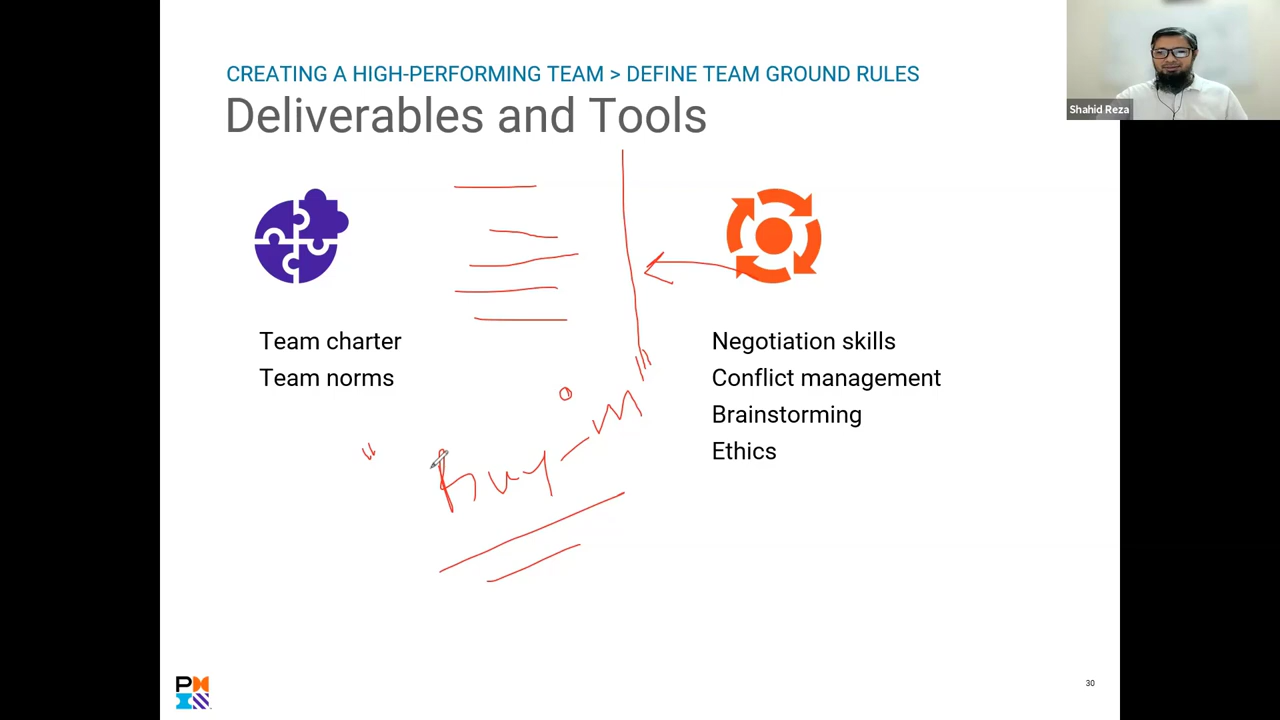 CREATING A HIGH-PERFORMING TEAM > DEFINE TEAM GROUND RULES
Deliverables and Tools
Shahid Reza
Team charter
Team norms
Negotiation skills
Conflict management
Brainstorming
Ethics
" Buy-in "
PMI
30